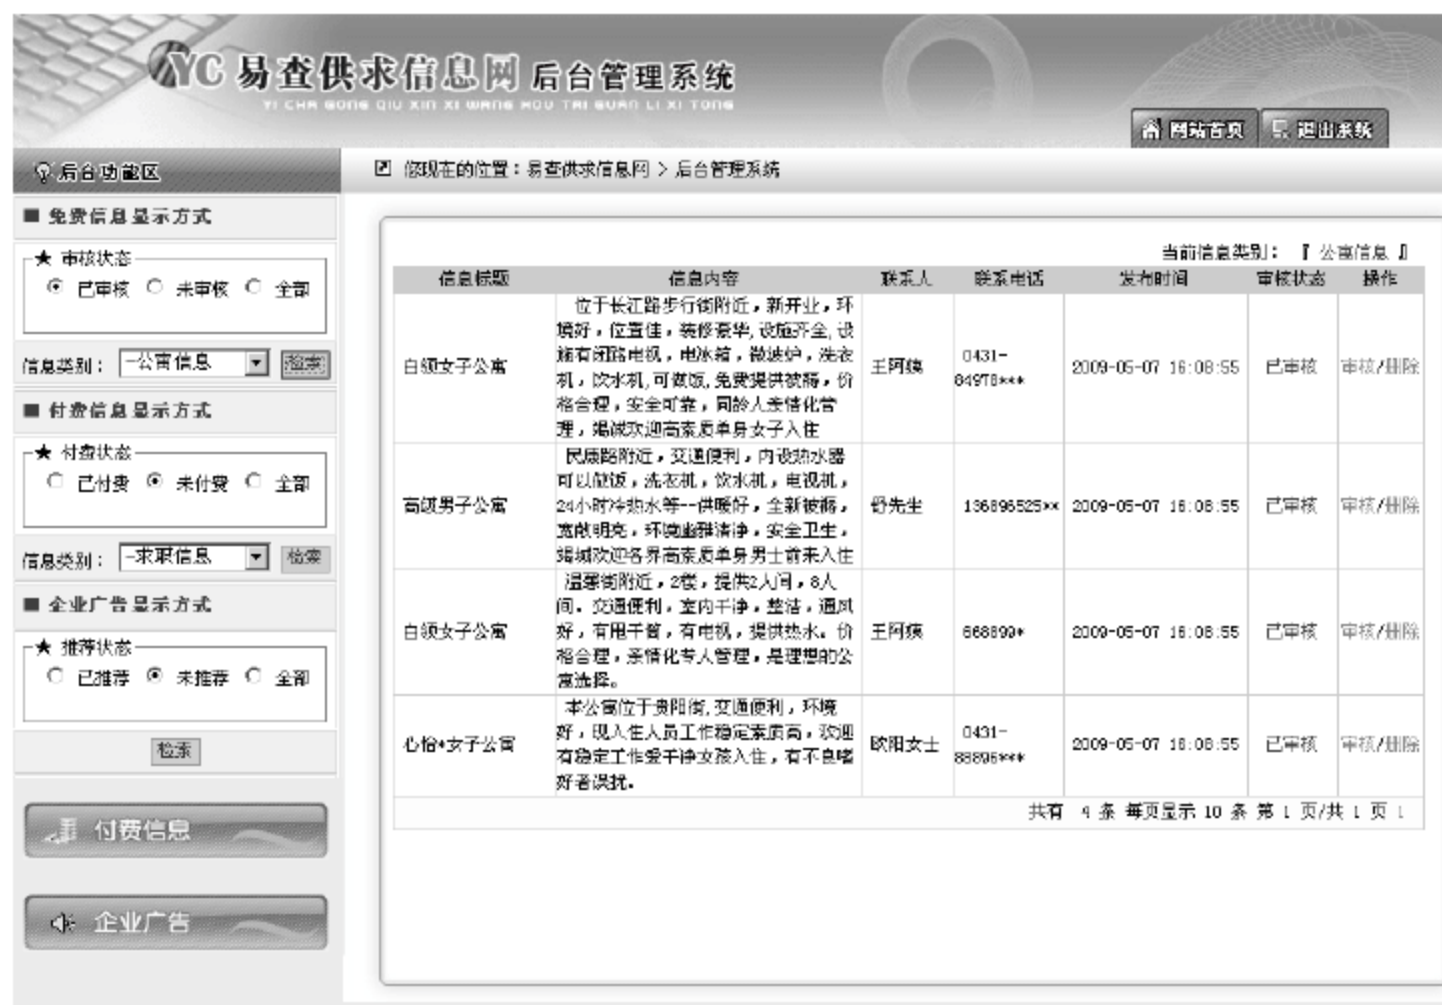 YC 易查供求信息网 后台管理系统
YI CHA GONG QIU XIN XI WANG HOU TAI GUAN LI XI TONG
网站首页 退出系统
后台功能区
您现在的位置：易查供求信息网 > 后台管理系统
免费信息显示方式
★ 审核状态
已审核 未审核 全部
信息类别： -公寓信息 检索
付费信息显示方式
★ 付费状态
已付费 未付费 全部
信息类别： -求职信息 检索
企业广告显示方式
★ 推荐状态
已推荐 未推荐 全部
检索
付费信息
企业广告
当前信息类别： 『 公寓信息 』
信息标题 信息内容 联系人 联系电话 发布时间 审核状态 操作
位于长江路步行街附近，新开业，环
境好，位置佳，装修豪华,设施齐全,设
施有闭路电视，电冰箱，微波炉，洗衣
机，饮水机,可做饭,免费提供被褥，价
格合理，安全可靠，同龄人亲情化管
理，竭诚欢迎高素质单身女子入住
白领女子公寓 王阿姨 0431-
84978*** 2009-05-07 16:08:55 已审核 审核/删除
民康路附近，交通便利，内设热水器
可以做饭，洗衣机，饮水机，电视机，
24小时冷热水等--供暖好，全新被褥，
宽敞明亮，环境幽雅清净，安全卫生，
竭城欢迎各界高素质单身男士前来入住
高级男子公寓 舒先生 136896525** 2009-05-07 16:08:55 已审核 审核/删除
温馨街附近，2楼，提供2人间，8人
间。交通便利，室内干净，整洁，通风
好，有甩干筒，有电视，提供热水。价
格合理，亲情化专人管理，是理想的公
寓选择。
白领女子公寓 王阿姨 668899* 2009-05-07 16:08:55 已审核 审核/删除
本公寓位于贵阳街,交通便利，环境
好，现入住人员工作稳定素质高，欢迎
有稳定工作爱干净女孩入住，有不良嗜
好者误扰。
心怡*女子公寓 欧阳女士 0431-
88896*** 2009-05-07 16:08:55 已审核 审核/删除
共有 4 条 每页显示 10 条 第 1 页/共 1 页 1